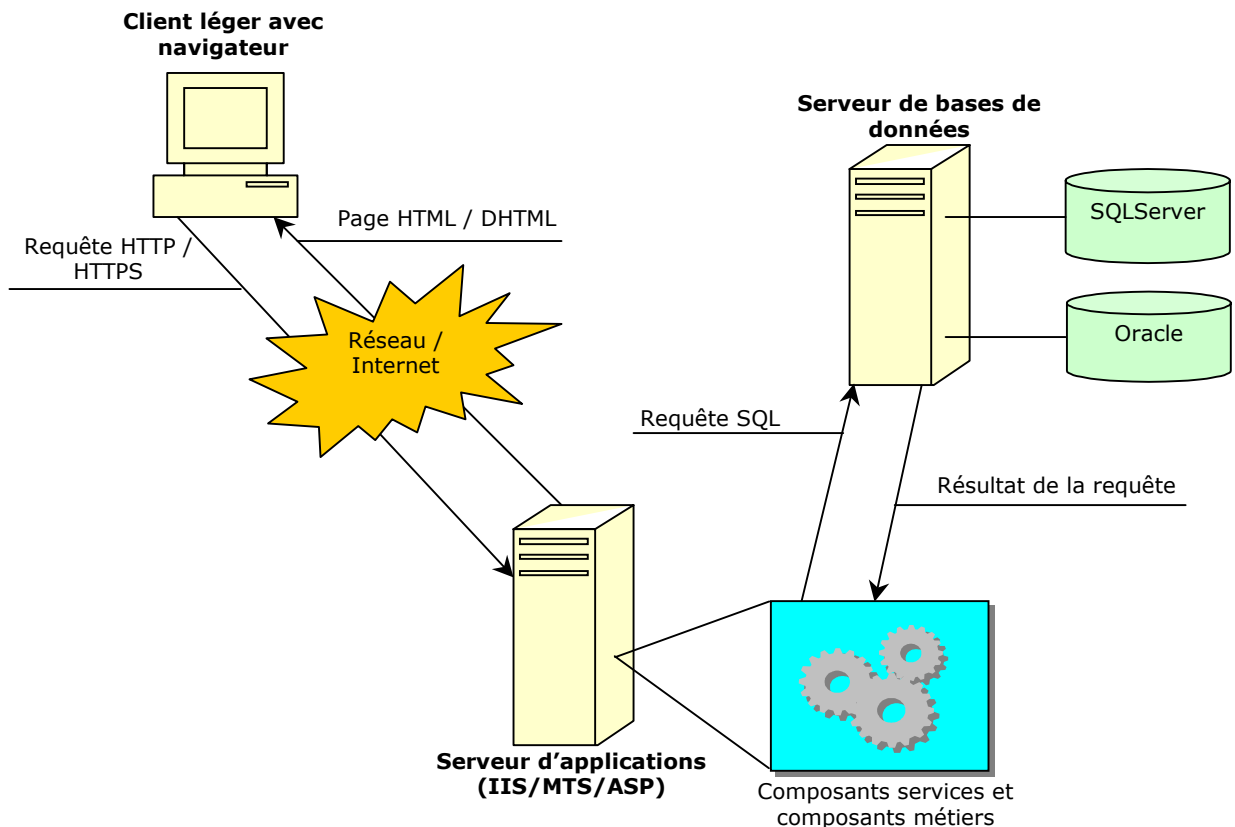 Client léger avec
navigateur
Serveur de bases de
données
SQLServer
Page HTML / DHTML
Requête HTTP /
HTTPS
Oracle
Réseau /
Internet
Requête SQL
Résultat de la requête
Serveur d’applications
(IIS/MTS/ASP)
Composants services et
composants métiers